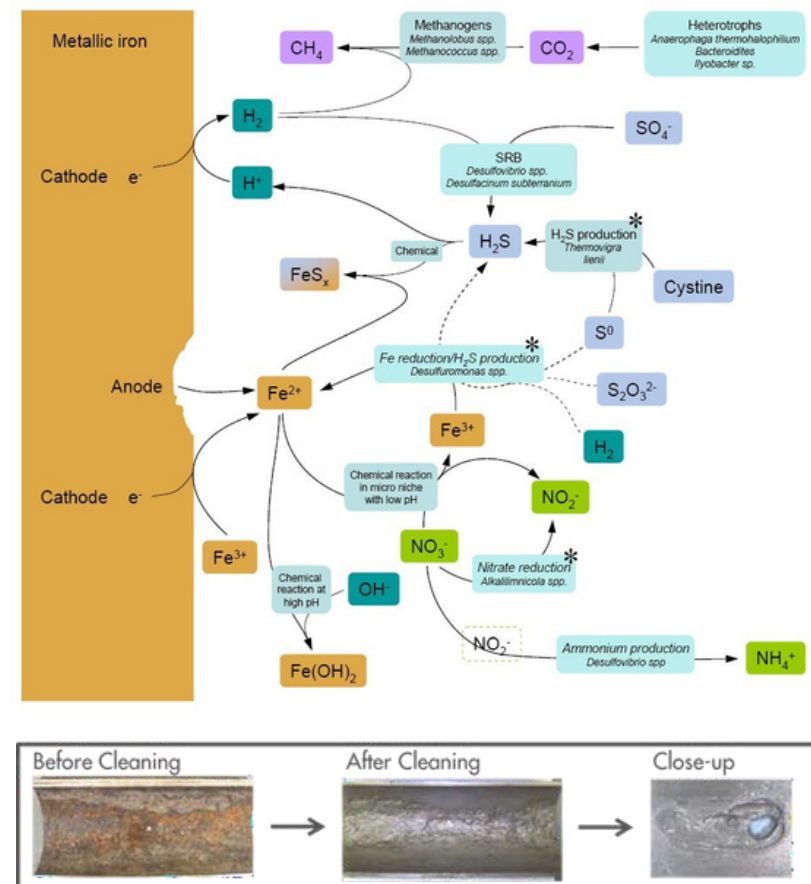 Metallic iron
CH₄
Methanogens
Methanolobus spp.
Methanococcus spp.
CO₂
Heterotrophs
Anaerophaga thermohalophilium
Bacteroidites
Ilyobacter sp.
H₂
SO₄⁻
SRB
Desulfovibrio spp.
Desulfacinum subterranium
Cathode e⁻
H⁺
Chemical
H₂S
H₂S production
Thermovigra
lienii
*
Cystine
FeSₓ
S⁰
Fe reduction/H₂S production
Desulfuromonas spp.
*
S₂O₃²⁻
Anode
Fe²⁺
Fe³⁺
H₂
Chemical reaction
in micro niche
with low pH
NO₂⁻
Cathode e⁻
NO₃⁻
Fe³⁺
Nitrate reduction
Alkalilimnicola spp.
*
Chemical
reaction at
high pH
OH⁻
NO₂⁻
Ammonium production
Desulfovibrio spp
NH₄⁺
Fe(OH)₂
Before Cleaning
After Cleaning
Close-up